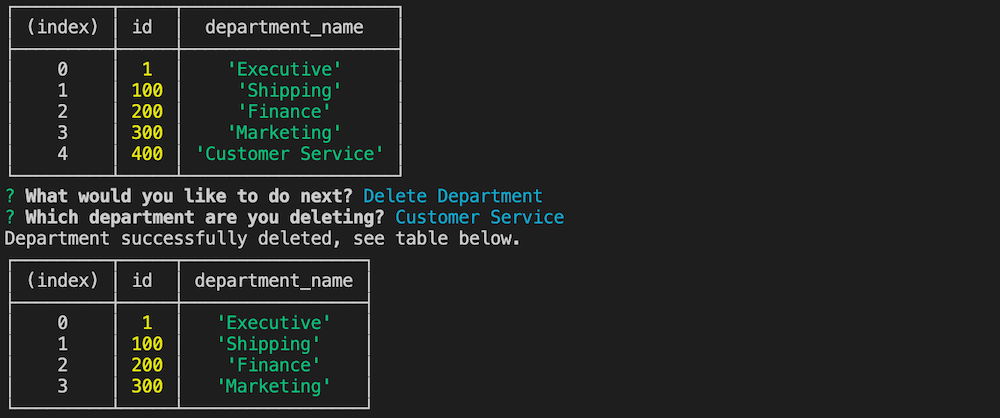 (index) id department_name
0 1 'Executive'
1 100 'Shipping'
2 200 'Finance'
3 300 'Marketing'
4 400 'Customer Service'
? What would you like to do next? Delete Department
? Which department are you deleting? Customer Service
Department successfully deleted, see table below.
(index) id department_name
0 1 'Executive'
1 100 'Shipping'
2 200 'Finance'
3 300 'Marketing'